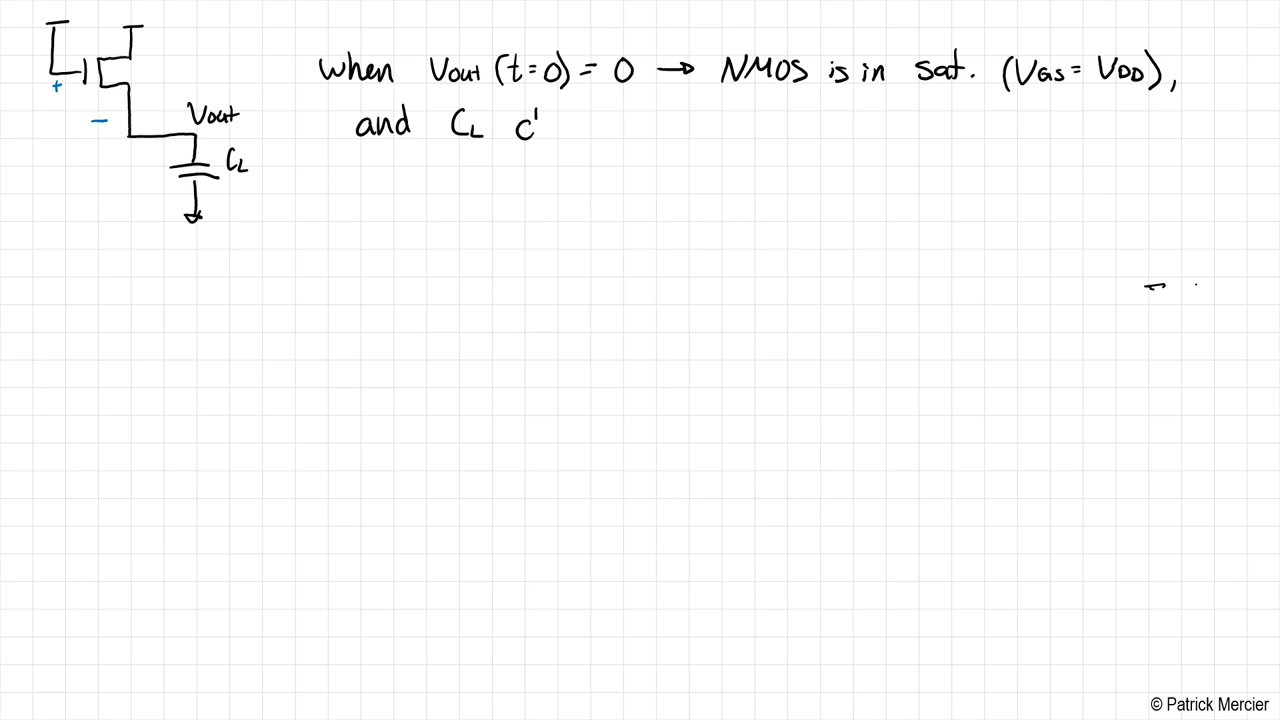 when Vout (t=0) = 0 → NMOS is in sat. (VGS = VDD),
and CL
+
−
Vout
CL
© Patrick Mercier